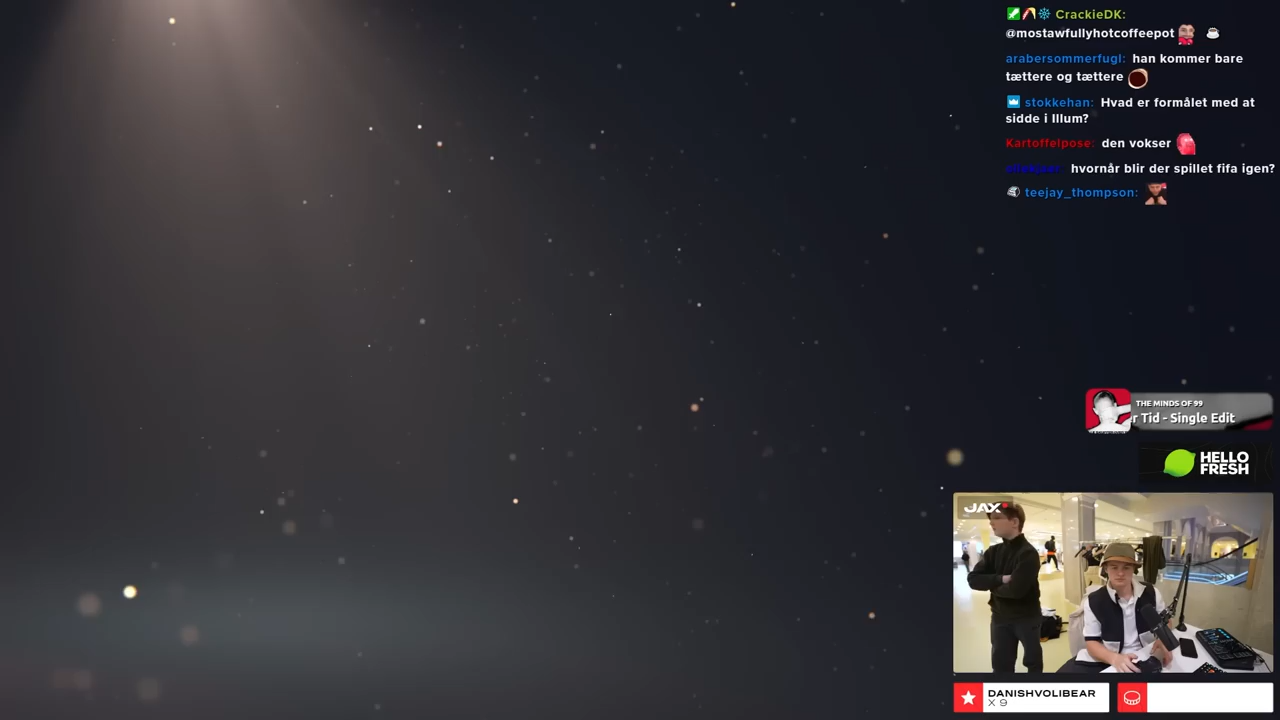 CrackieDK:
@mostawfullyhotcoffeepot
arabersommerfugl: han kommer bare
tættere og tættere
stokkehan: Hvad er formålet med at
sidde i Illum?
Kartoffelpose: den vokser
hvornår blir der spillet fifa igen?
teejay_thompson:
THE MINDS OF 99
r Tid - Single Edit
HELLO
FRESH
JAX
DANISHVOLIBEAR
X 9